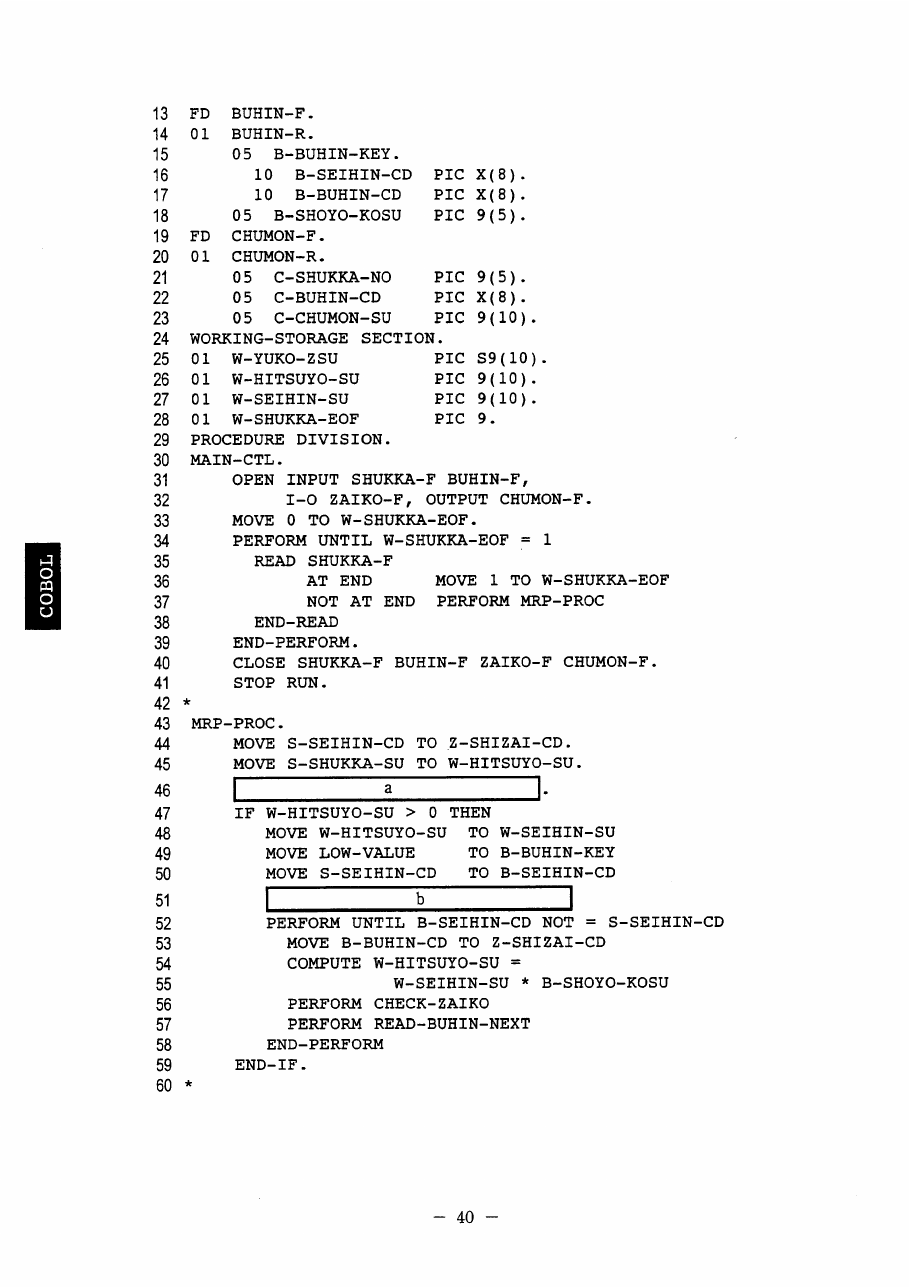 13 FD BUHIN-F.
14 01 BUHIN-R.
15 05 B-BUHIN-KEY.
16 10 B-SEIHIN-CD PIC X(8).
17 10 B-BUHIN-CD PIC X(8).
18 05 B-SHOYO-KOSU PIC 9(5).
19 FD CHUMON-F.
20 01 CHUMON-R.
21 05 C-SHUKKA-NO PIC 9(5).
22 05 C-BUHIN-CD PIC X(8).
23 05 C-CHUMON-SU PIC 9(10).
24 WORKING-STORAGE SECTION.
25 01 W-YUKO-ZSU PIC S9(10).
26 01 W-HITSUYO-SU PIC 9(10).
27 01 W-SEIHIN-SU PIC 9(10).
28 01 W-SHUKKA-EOF PIC 9.
29 PROCEDURE DIVISION.
30 MAIN-CTL.
31 OPEN INPUT SHUKKA-F BUHIN-F,
32 I-O ZAIKO-F, OUTPUT CHUMON-F.
33 MOVE 0 TO W-SHUKKA-EOF.
34 PERFORM UNTIL W-SHUKKA-EOF = 1
35 READ SHUKKA-F
36 AT END MOVE 1 TO W-SHUKKA-EOF
37 NOT AT END PERFORM MRP-PROC
38 END-READ
39 END-PERFORM.
40 CLOSE SHUKKA-F BUHIN-F ZAIKO-F CHUMON-F.
41 STOP RUN.
42 *
43 MRP-PROC.
44 MOVE S-SEIHIN-CD TO Z-SHIZAI-CD.
45 MOVE S-SHUKKA-SU TO W-HITSUYO-SU.
46 a .
47 IF W-HITSUYO-SU > 0 THEN
48 MOVE W-HITSUYO-SU TO W-SEIHIN-SU
49 MOVE LOW-VALUE TO B-BUHIN-KEY
50 MOVE S-SEIHIN-CD TO B-SEIHIN-CD
51 b
52 PERFORM UNTIL B-SEIHIN-CD NOT = S-SEIHIN-CD
53 MOVE B-BUHIN-CD TO Z-SHIZAI-CD
54 COMPUTE W-HITSUYO-SU =
55 W-SEIHIN-SU * B-SHOYO-KOSU
56 PERFORM CHECK-ZAIKO
57 PERFORM READ-BUHIN-NEXT
58 END-PERFORM
59 END-IF.
60 *
COBOL
- 40 -